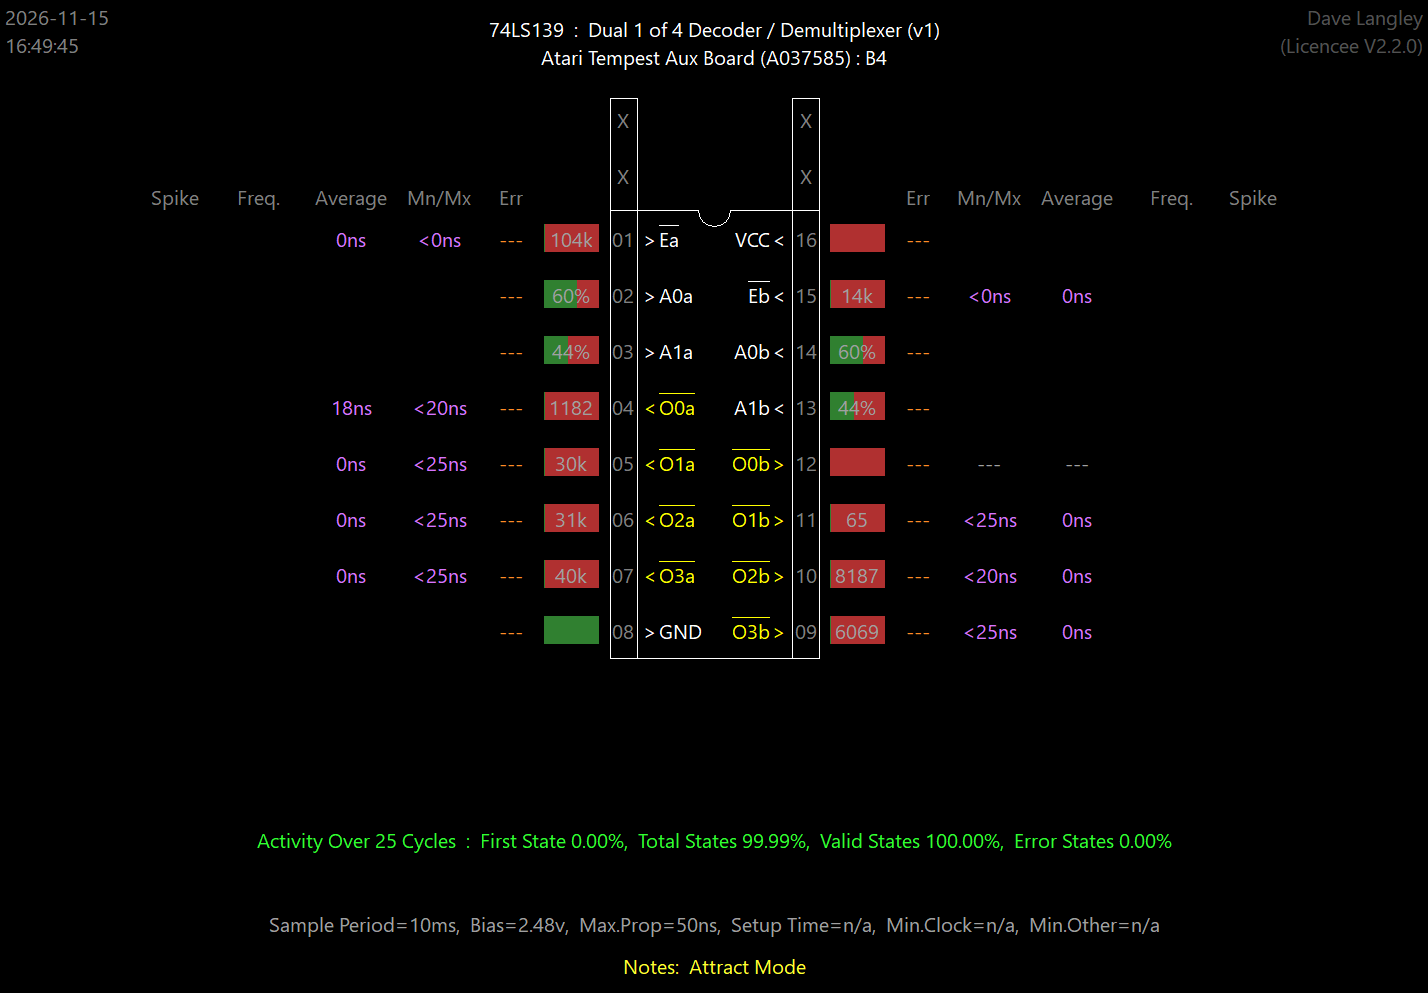 2026-11-15
16:49:45
74LS139 : Dual 1 of 4 Decoder / Demultiplexer (v1)
Atari Tempest Aux Board (A037585) : B4
Dave Langley
(Licencee V2.2.0)
X X
X X
Spike Freq. Average Mn/Mx Err Err Mn/Mx Average Freq. Spike
0ns <0ns --- 104k 01 > Ea VCC < 16 ---
--- 60% 02 > A0a Eb < 15 14k --- <0ns 0ns
--- 44% 03 > A1a A0b < 14 60% ---
18ns <20ns --- 1182 04 < O0a A1b < 13 44% ---
0ns <25ns --- 30k 05 < O1a O0b > 12 --- --- ---
0ns <25ns --- 31k 06 < O2a O1b > 11 65 --- <25ns 0ns
0ns <25ns --- 40k 07 < O3a O2b > 10 8187 --- <20ns 0ns
--- 08 > GND O3b > 09 6069 --- <25ns 0ns
Activity Over 25 Cycles : First State 0.00%, Total States 99.99%, Valid States 100.00%, Error States 0.00%
Sample Period=10ms, Bias=2.48v, Max.Prop=50ns, Setup Time=n/a, Min.Clock=n/a, Min.Other=n/a
Notes: Attract Mode